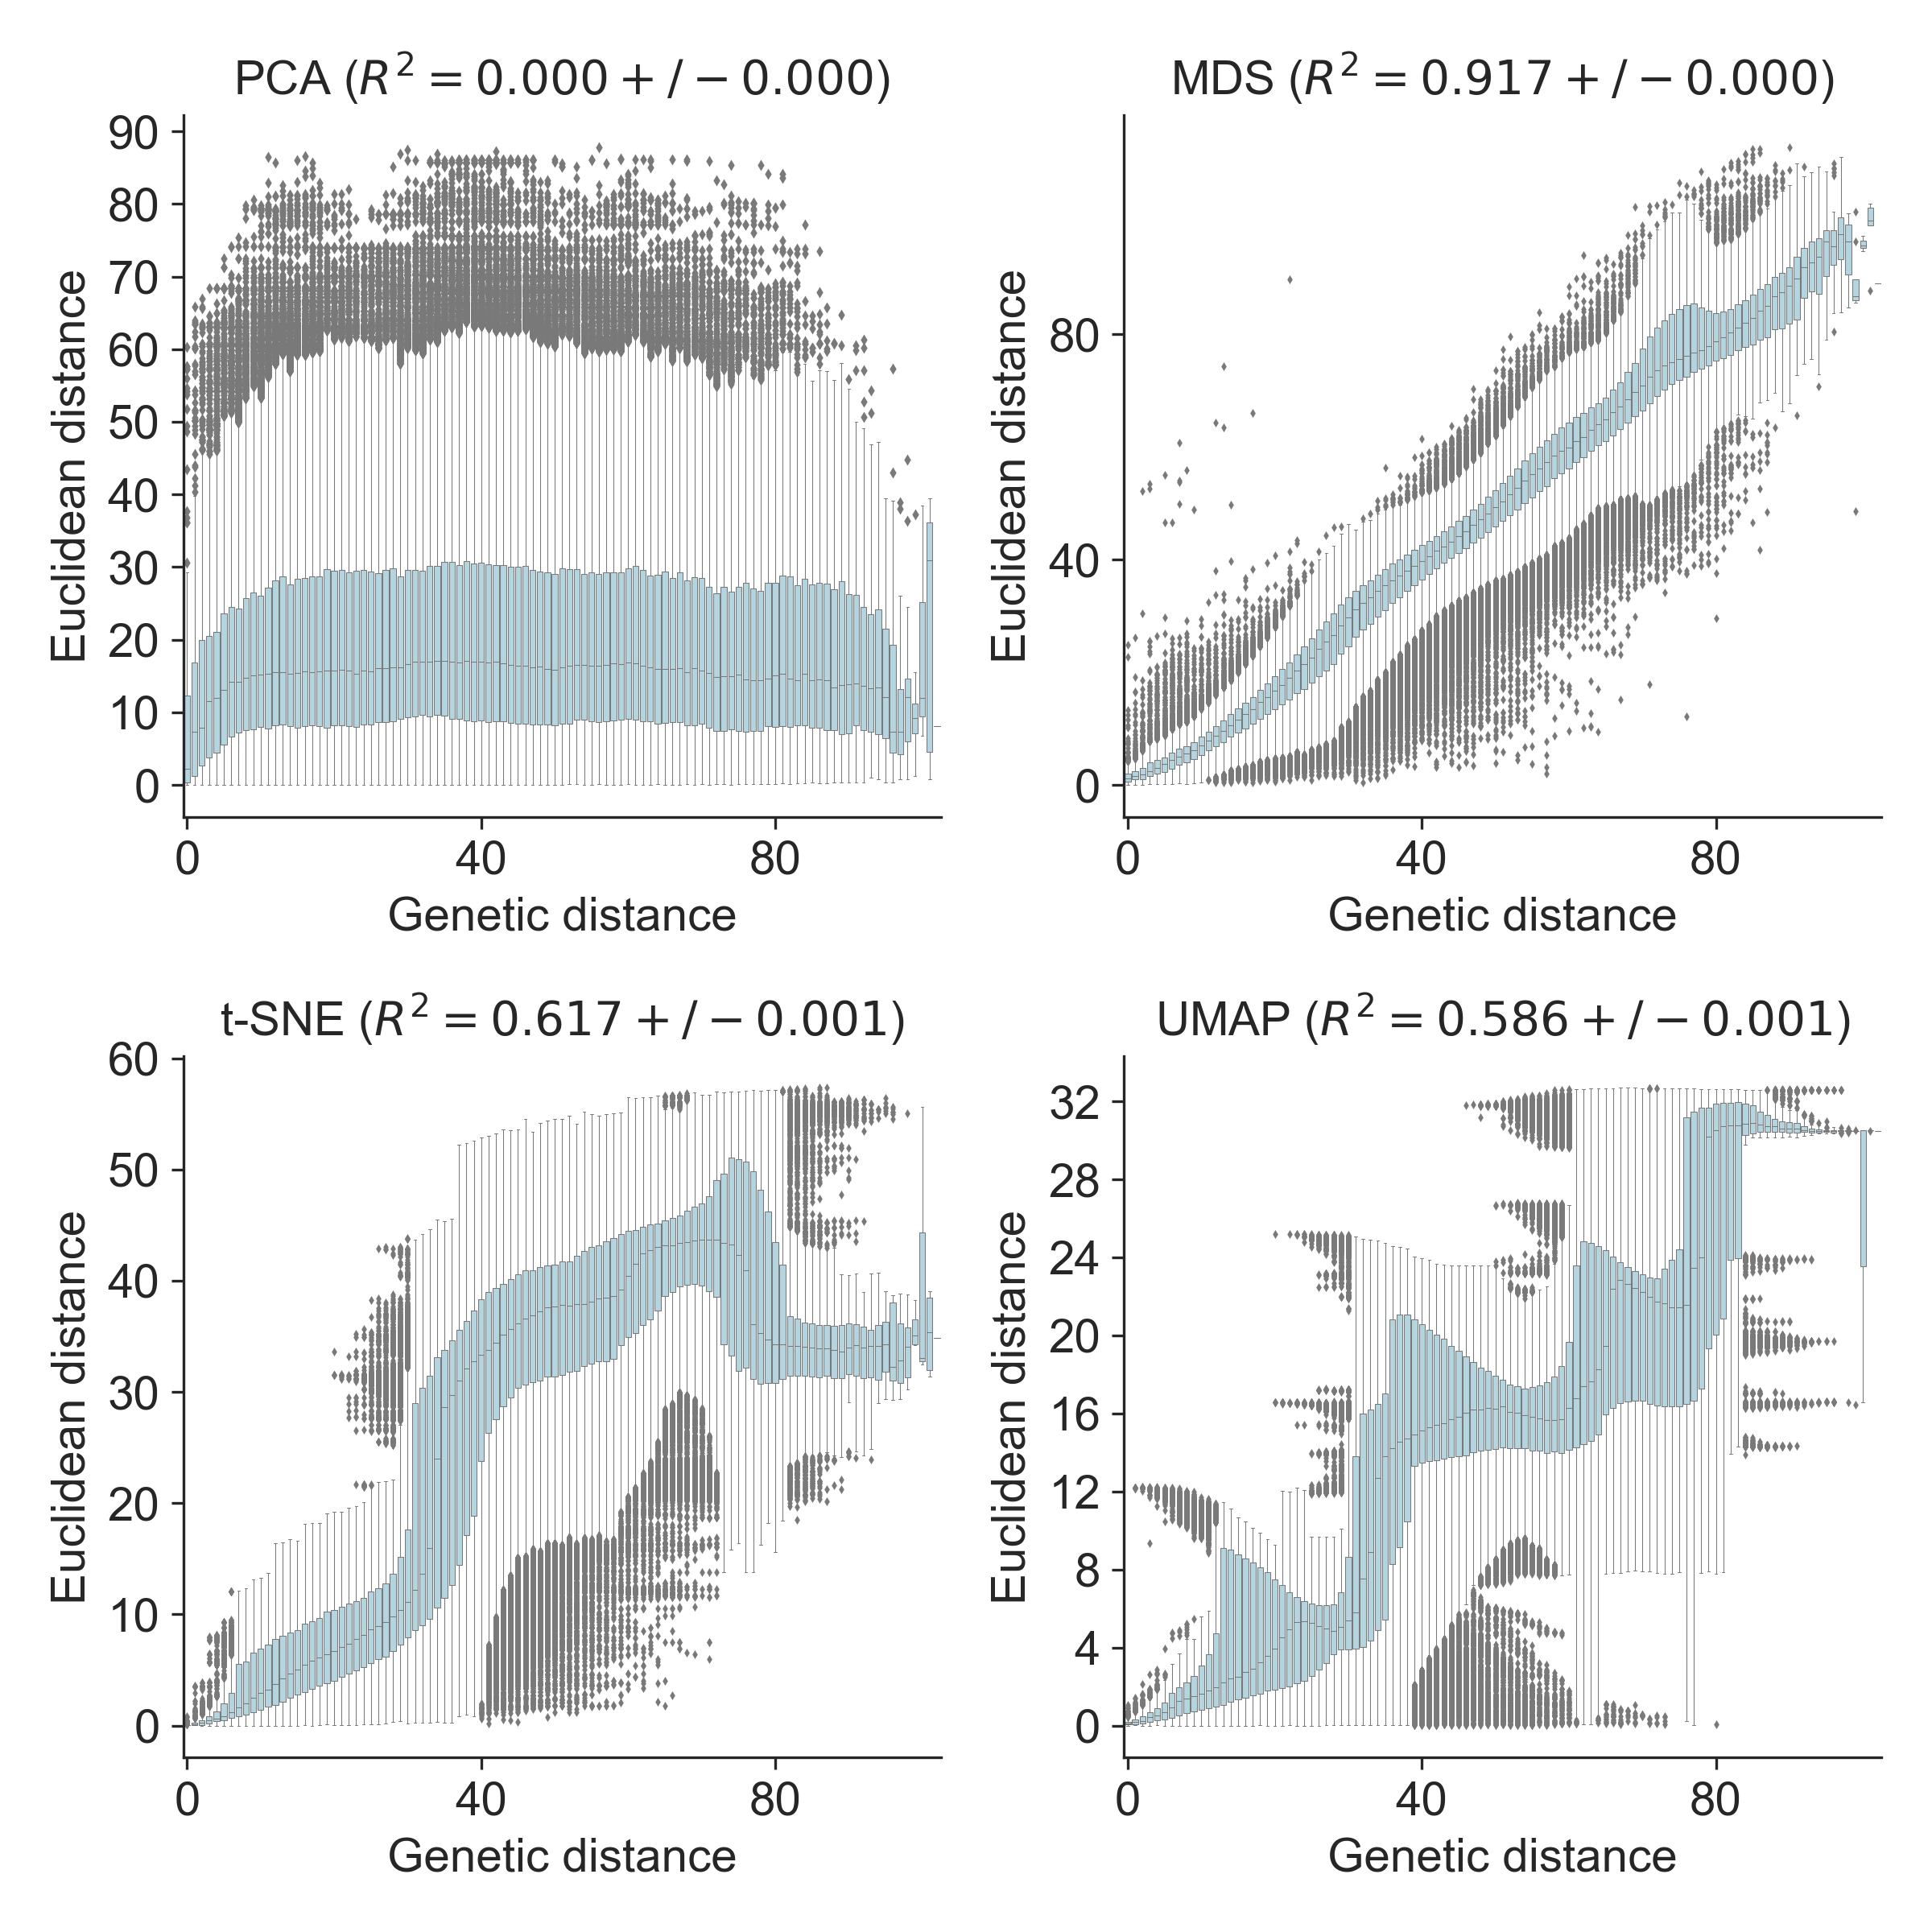 PCA (R² = 0.000 + / − 0.000)
90
80
70
60
50
40
30
20
10
0
Euclidean distance
0 40 80
Genetic distance
MDS (R² = 0.917 + / − 0.000)
80
40
0
Euclidean distance
0 40 80
Genetic distance
t-SNE (R² = 0.617 + / − 0.001)
60
50
40
30
20
10
0
Euclidean distance
0 40 80
Genetic distance
UMAP (R² = 0.586 + / − 0.001)
32
28
24
20
16
12
8
4
0
Euclidean distance
0 40 80
Genetic distance